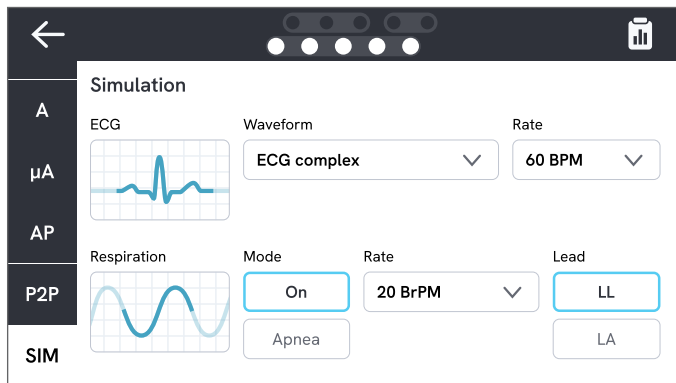 Simulation
A
µA
AP
P2P
SIM
ECG
Waveform
Rate
ECG complex
60 BPM
Respiration
Mode
Rate
Lead
On
20 BrPM
LL
Apnea
LA